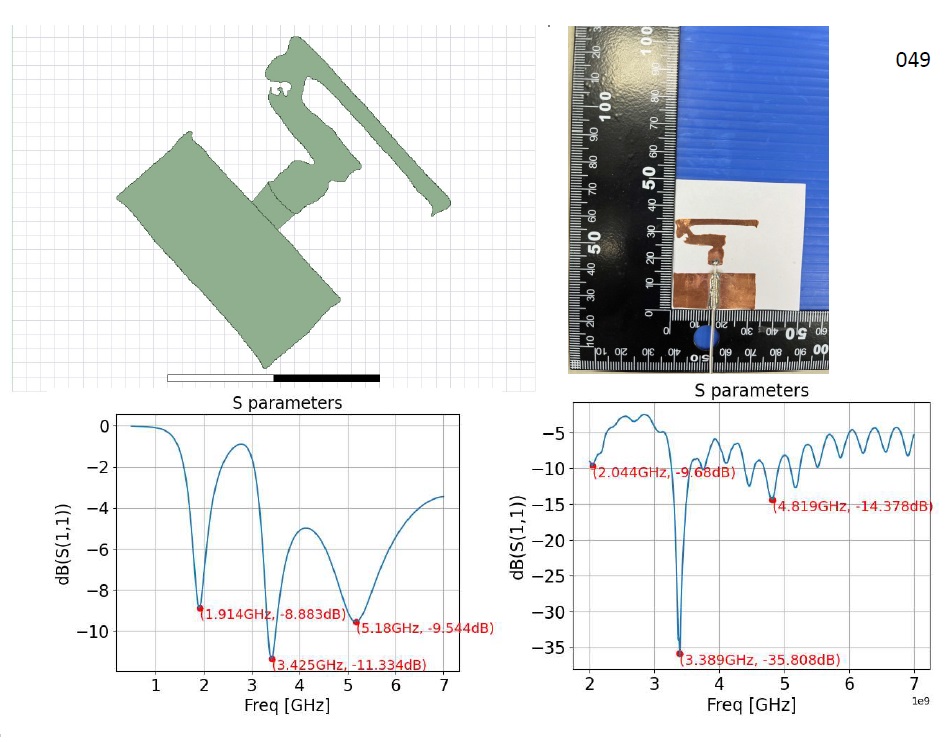 049
S parameters
dB(S(1,1))
0
−2
−4
−6
−8
−10
(1.914GHz, -8.883dB)
(5.18GHz, -9.544dB)
(3.425GHz, -11.334dB)
1 2 3 4 5 6 7
Freq [GHz]
S parameters
dB(S(1,1))
−5
−10
−15
−20
−25
−30
−35
(2.044GHz, -9.68dB)
(4.819GHz, -14.378dB)
(3.389GHz, -35.808dB)
2 3 4 5 6 7
1e9
Freq [GHz]